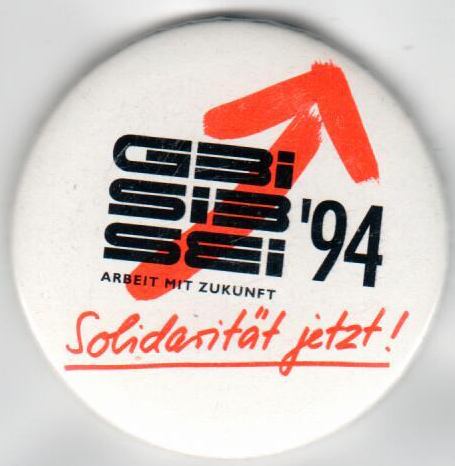 GBi
SiB
SEi '94
ARBEIT MIT ZUKUNFT
Solidarität jetzt!